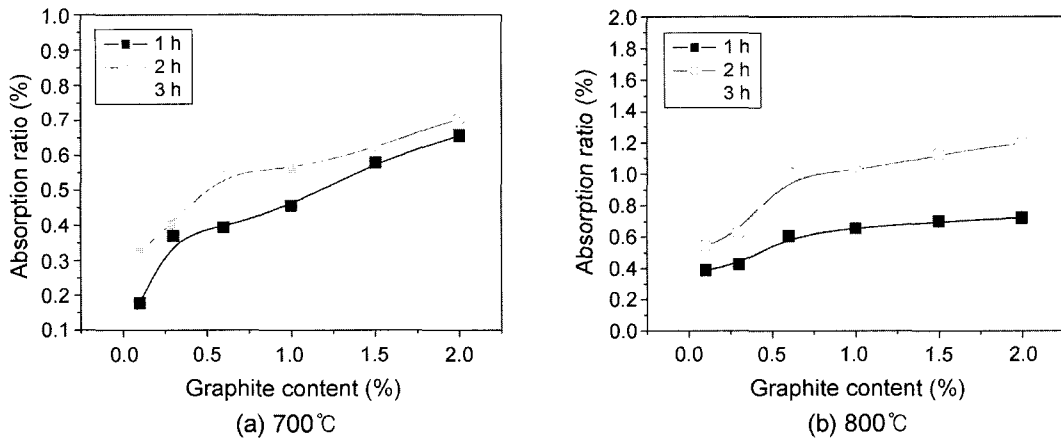 1.0
0.9
0.8
0.7
0.6
0.5
0.4
0.3
0.2
0.1
Absorption ratio (%)
1 h
2 h
3 h
0.0 0.5 1.0 1.5 2.0
Graphite content (%)
(a) 700℃
2.0
1.8
1.6
1.4
1.2
1.0
0.8
0.6
0.4
0.2
0.0
Absorption ratio (%)
1 h
2 h
3 h
0.0 0.5 1.0 1.5 2.0
Graphite content (%)
(b) 800℃